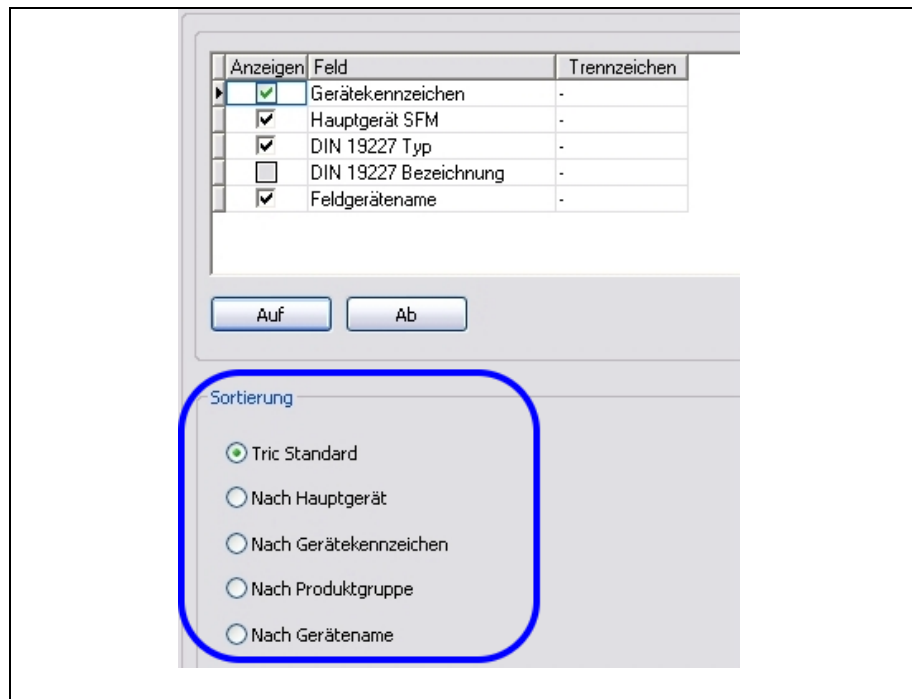 Anzeigen Feld Trennzeichen
Gerätekennzeichen -
Hauptgerät SFM -
DIN 19227 Typ -
DIN 19227 Bezeichnung -
Feldgerätename -
Auf Ab
Sortierung
Tric Standard
Nach Hauptgerät
Nach Gerätekennzeichen
Nach Produktgruppe
Nach Gerätename